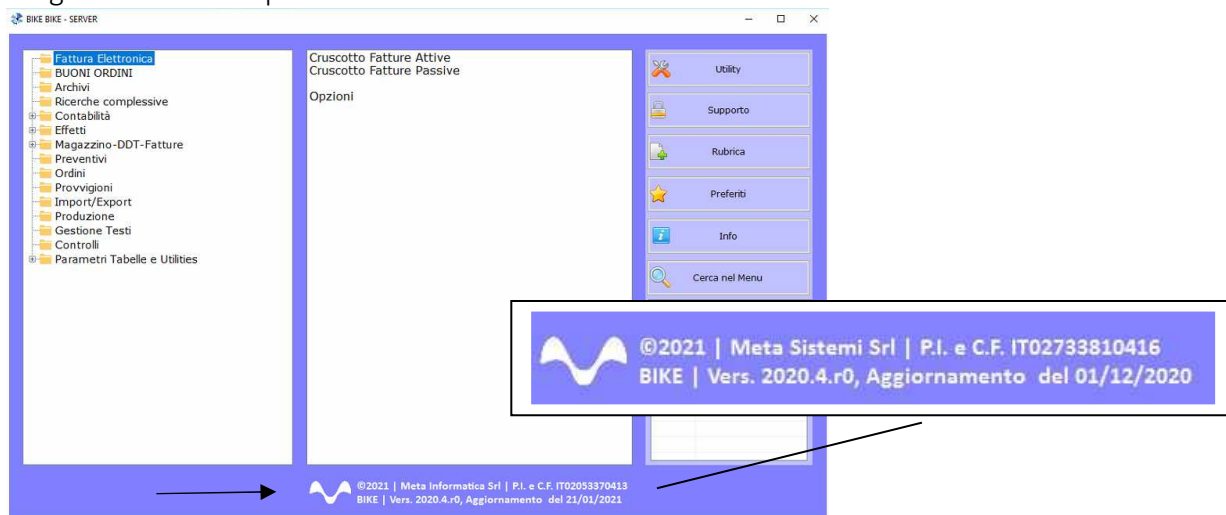 BIKE BIKE - SERVER
Fattura Elettronica
BUONI ORDINI
Archivi
Ricerche complessive
Contabilità
Effetti
Magazzino-DDT-Fatture
Preventivi
Ordini
Provvigioni
Import/Export
Produzione
Gestione Testi
Controlli
Parametri Tabelle e Utilities
Cruscotto Fatture Attive
Cruscotto Fatture Passive
Opzioni
Utility
Supporto
Rubrica
Preferiti
Info
Cerca nel Menu
©2021 | Meta Sistemi Srl | P.I. e C.F. IT02733810416
BIKE | Vers. 2020.4.r0, Aggiornamento del 01/12/2020
©2021 | Meta Informatica Srl | P.I. e C.F. IT02053370413
BIKE | Vers. 2020.4.r0, Aggiornamento del 21/01/2021